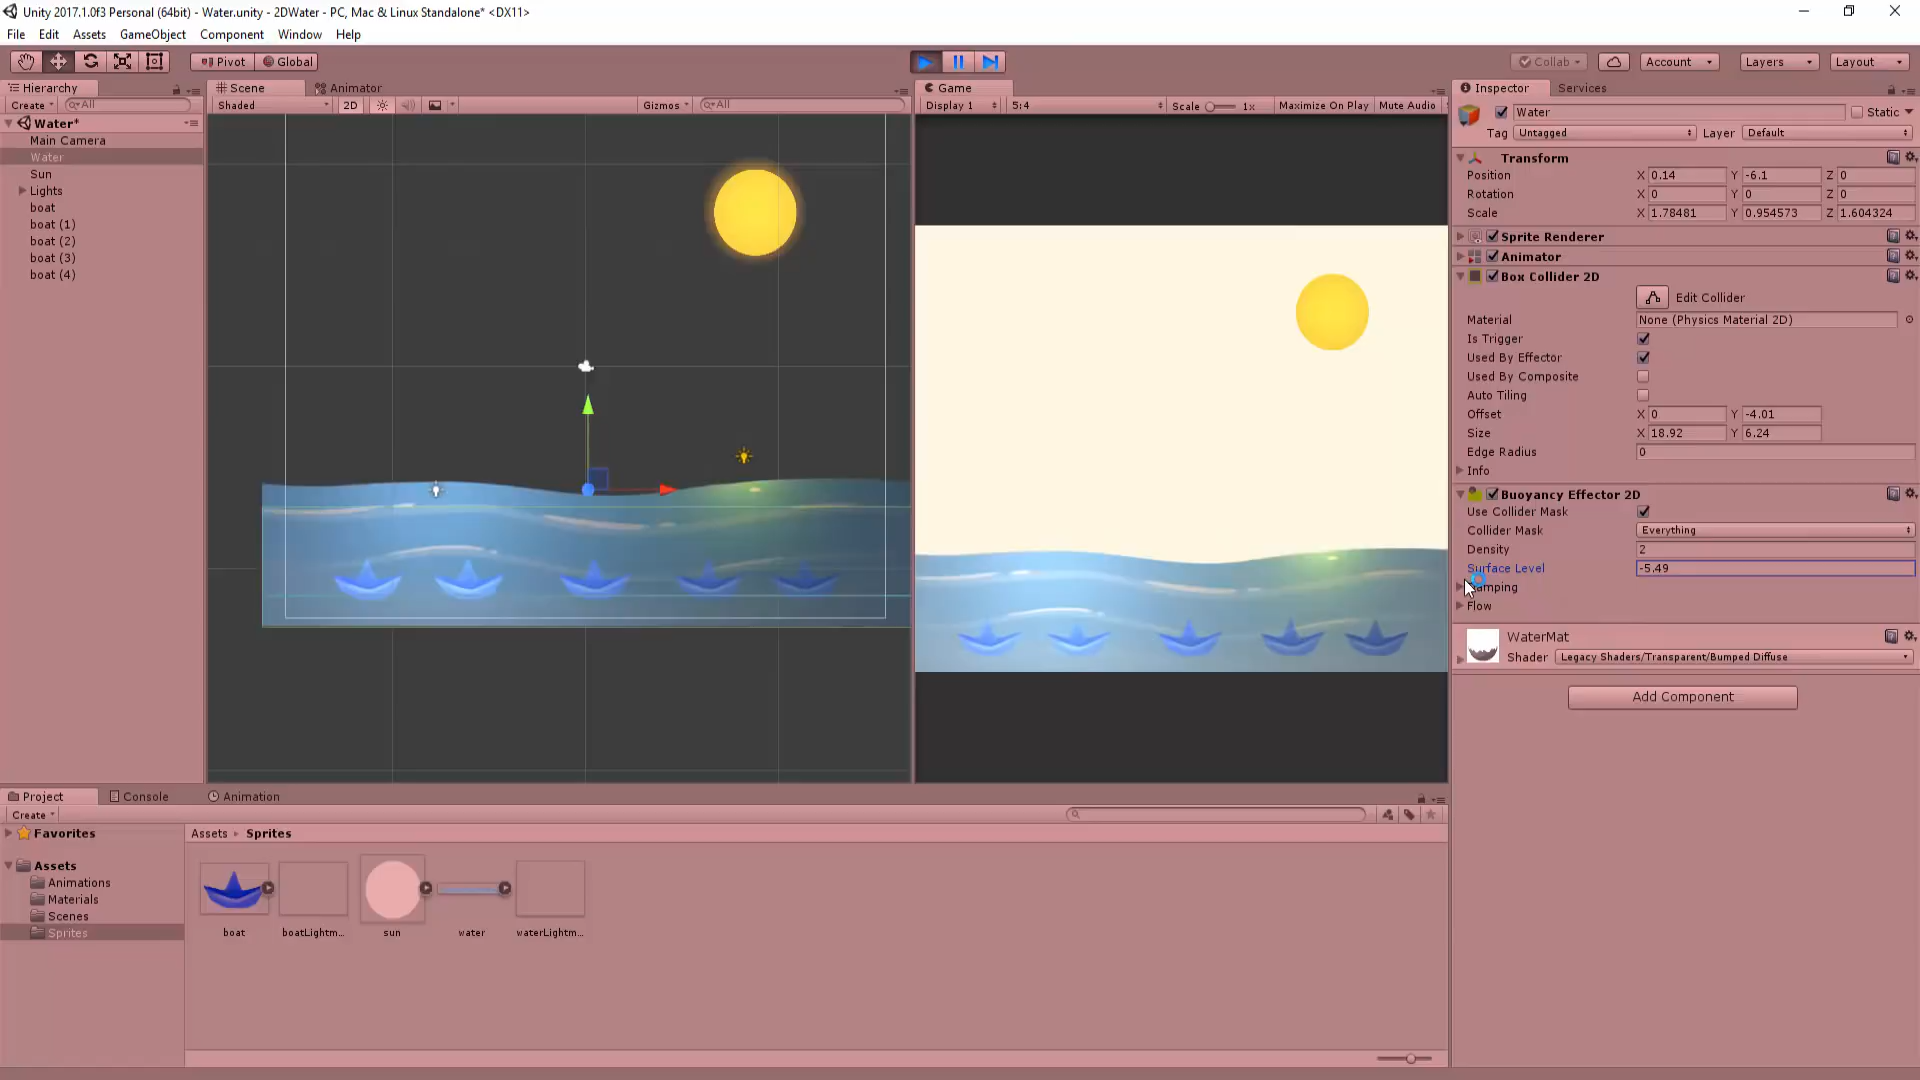 Unity 2017.1.0f3 Personal (64bit) - Water.unity - 2DWater - PC, Mac & Linux Standalone* <DX11>
File Edit Assets GameObject Component Window Help
Pivot Global
Collab Account Layers Layout
Hierarchy
Create All
Water*
Main Camera
Water
Sun
Lights
boat
boat (1)
boat (2)
boat (3)
boat (4)
Scene Animator
Shaded 2D Gizmos All
Game
Display 1 5:4 Scale 1x Maximize On Play Mute Audio
Inspector Services
Water Static
Tag Untagged Layer Default
Transform
Position X 0.14 Y -6.1 Z 0
Rotation X 0 Y 0 Z 0
Scale X 1.78481 Y 0.954573 Z 1.604324
Sprite Renderer
Animator
Box Collider 2D
Edit Collider
Material None (Physics Material 2D)
Is Trigger
Used By Effector
Used By Composite
Auto Tiling
Offset X 0 Y -4.01
Size X 18.92 Y 6.24
Edge Radius 0
Info
Buoyancy Effector 2D
Use Collider Mask
Collider Mask Everything
Density 2
Surface Level -5.49
Flow
WaterMat
Shader Legacy Shaders/Transparent/Bumped Diffuse
Add Component
Project Console Animation
Create
Favorites
Assets
Animations
Materials
Scenes
Sprites
Assets Sprites
boat boatLightm... sun water waterLightm...